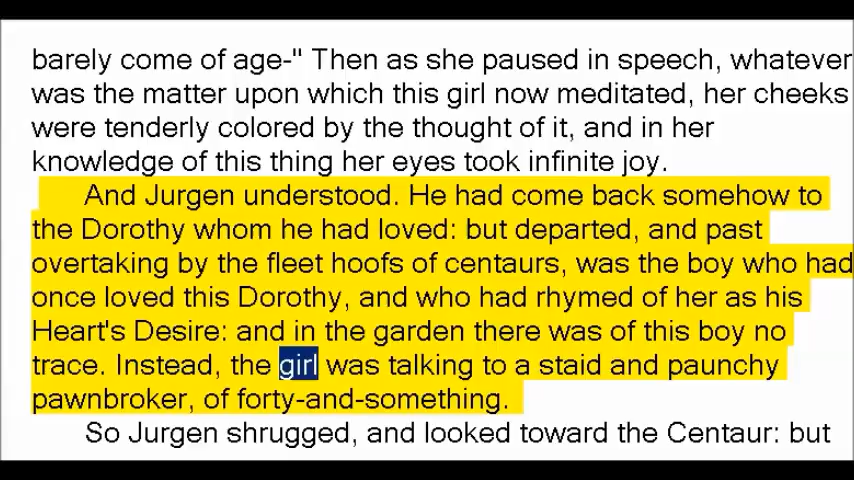 barely come of age-" Then as she paused in speech, whatever
was the matter upon which this girl now meditated, her cheeks
were tenderly colored by the thought of it, and in her
knowledge of this thing her eyes took infinite joy.
And Jurgen understood. He had come back somehow to
the Dorothy whom he had loved: but departed, and past
overtaking by the fleet hoofs of centaurs, was the boy who had
once loved this Dorothy, and who had rhymed of her as his
Heart's Desire: and in the garden there was of this boy no
trace. Instead, the girl was talking to a staid and paunchy
pawnbroker, of forty-and-something.
So Jurgen shrugged, and looked toward the Centaur: but